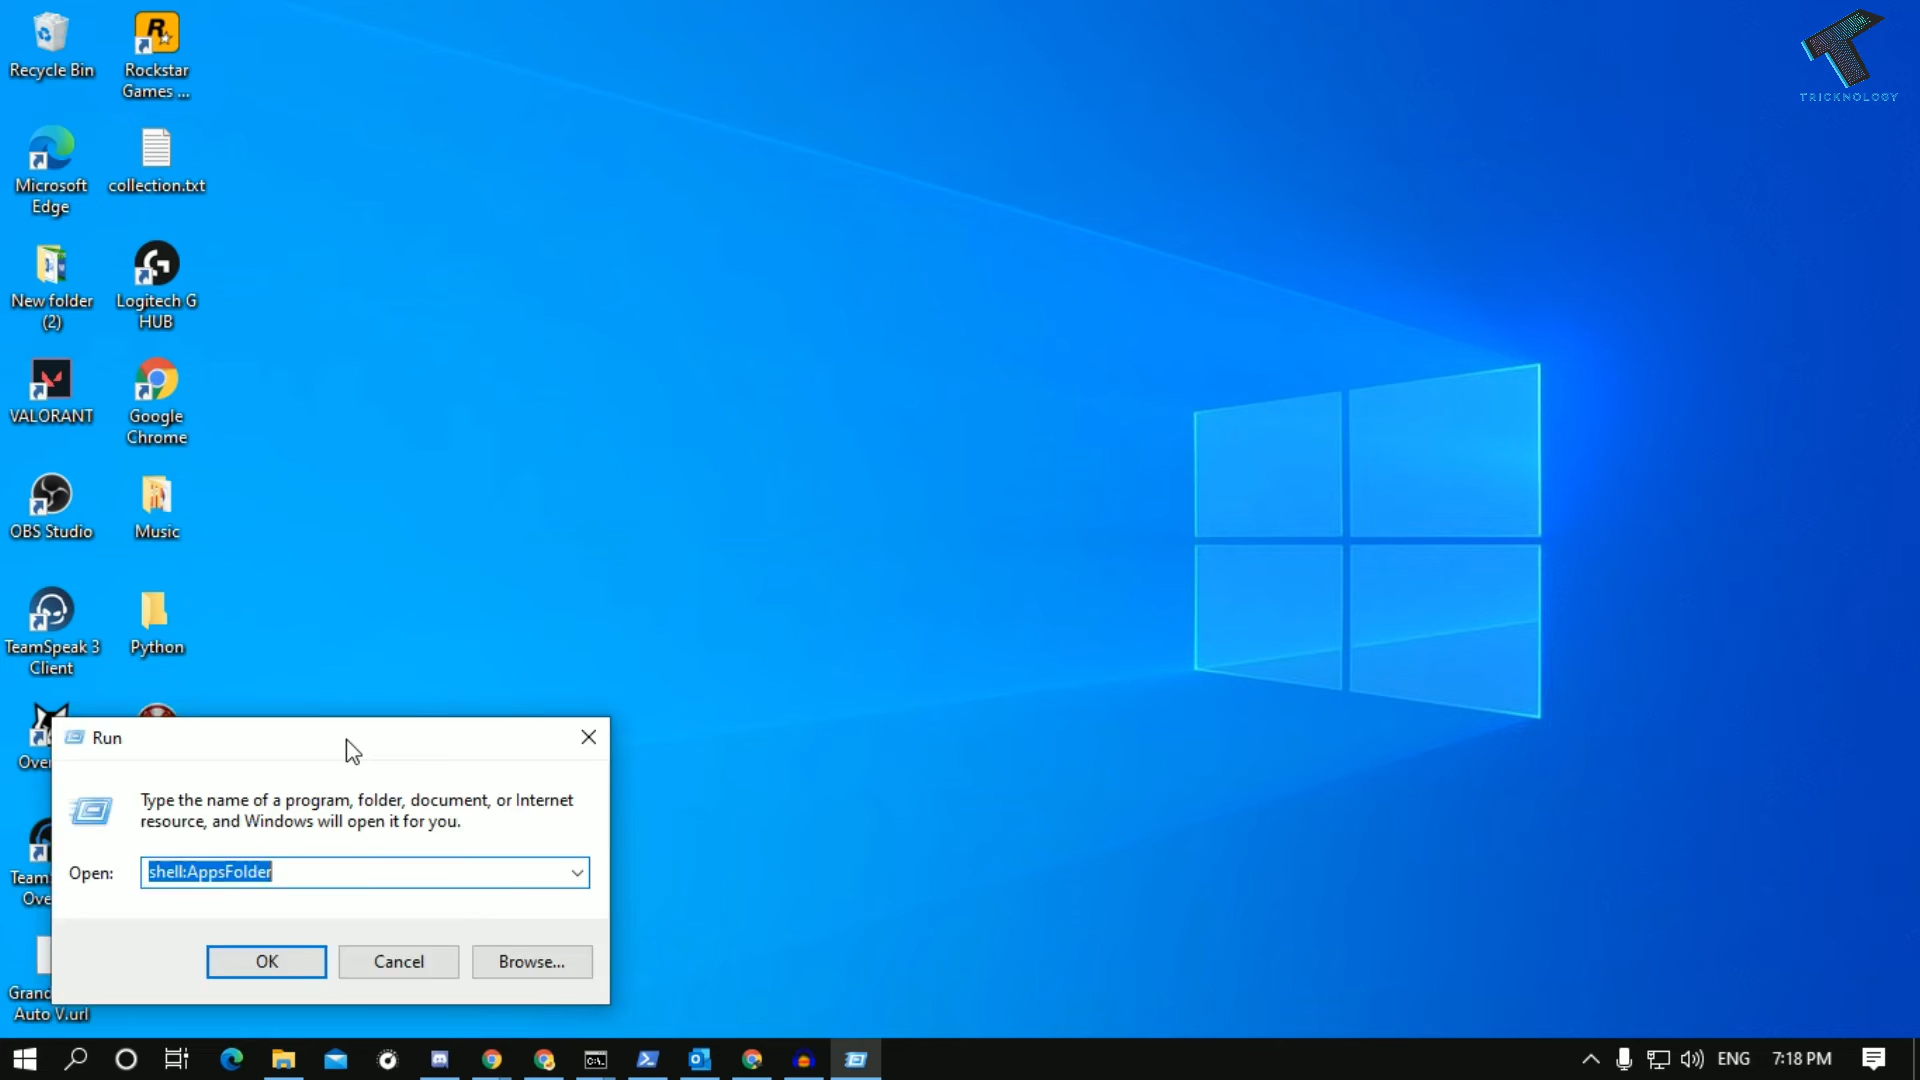 Recycle Bin
Rockstar
Games ...
Microsoft
Edge
collection.txt
New folder
(2)
Logitech G
HUB
VALORANT
Google
Chrome
OBS Studio
Music
TeamSpeak 3
Client
Python
Over
Team
Ove
Grand
Auto V.url
Run
Type the name of a program, folder, document, or Internet
resource, and Windows will open it for you.
Open:
shell:AppsFolder
OK
Cancel
Browse...
ENG
7:18 PM
TRICKNOLOGY